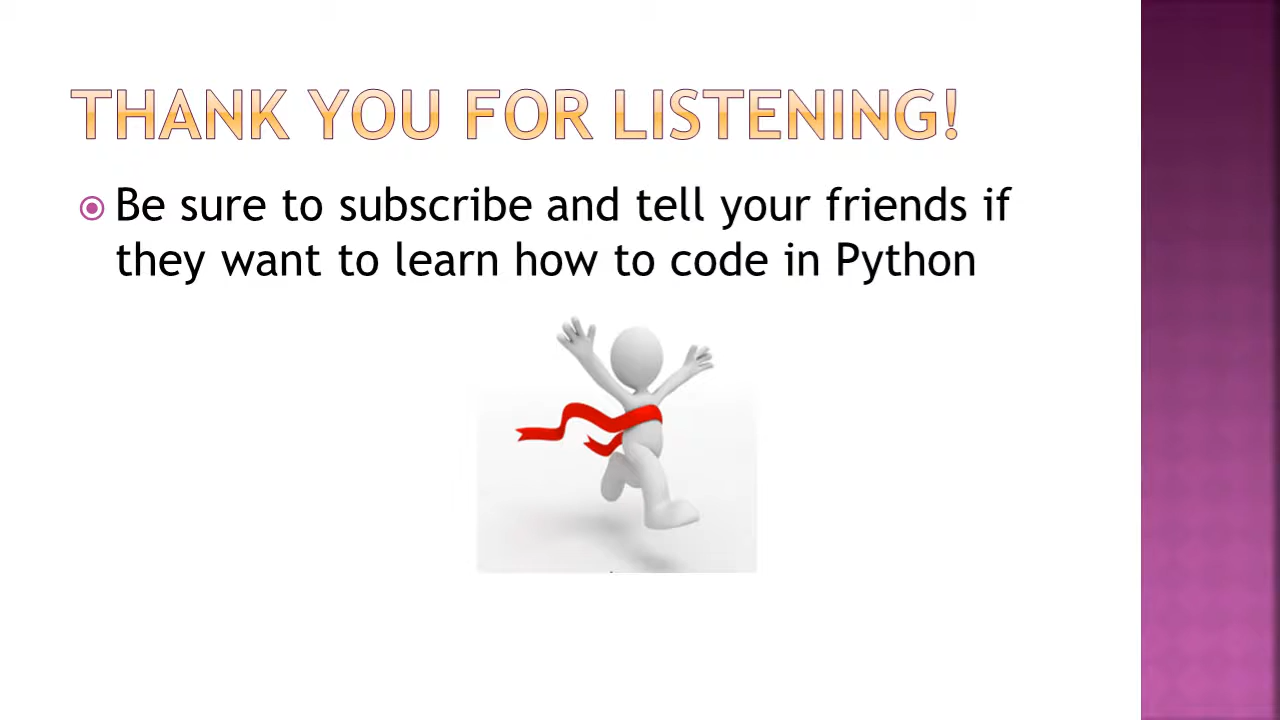 THANK YOU FOR LISTENING!
Be sure to subscribe and tell your friends if
they want to learn how to code in Python